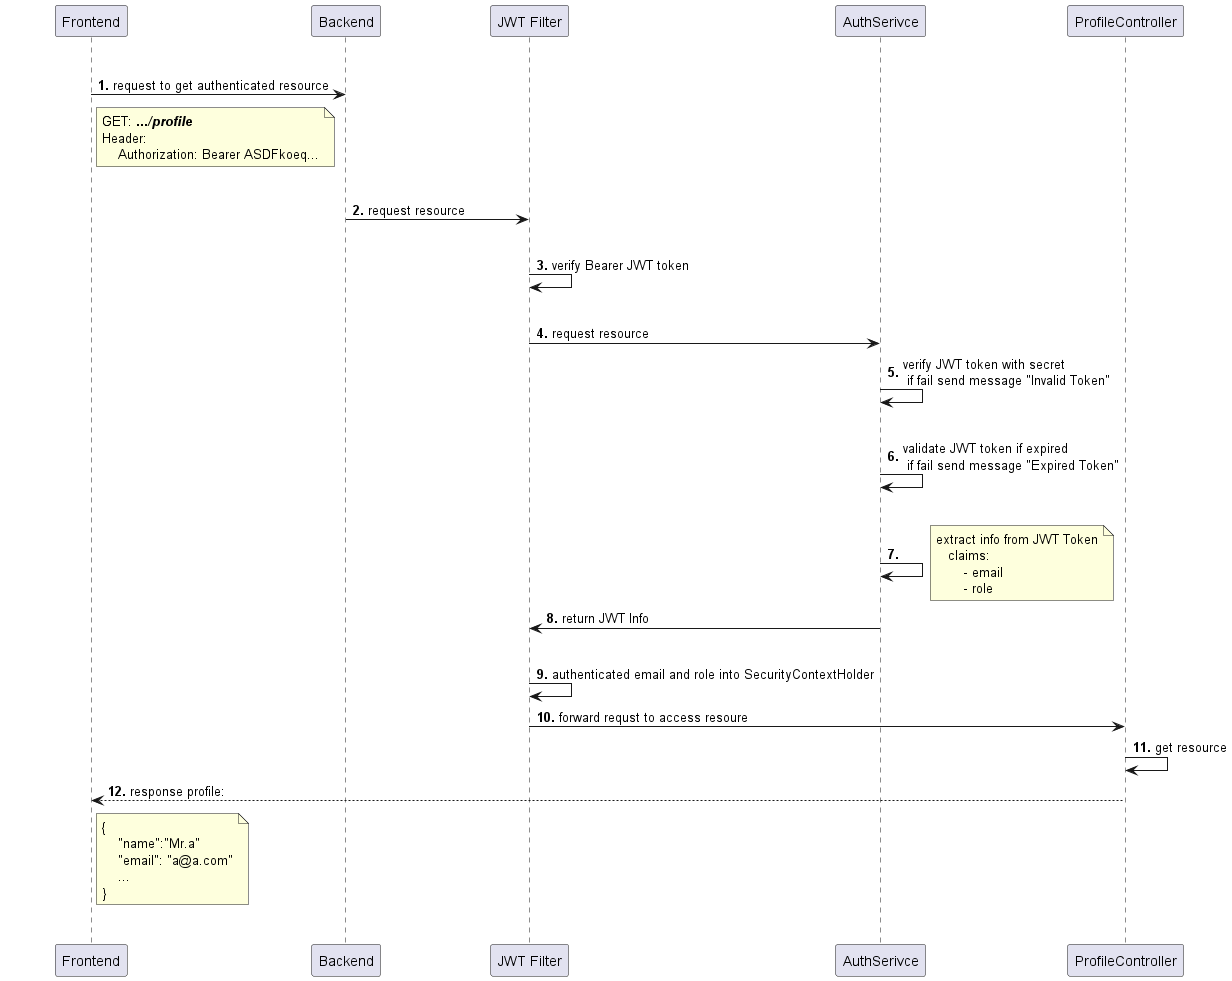 Frontend Backend JWT Filter AuthSerivce ProfileController
1. request to get authenticated resource
GET: .../profile
Header:
Authorization: Bearer ASDFkoeq...
2. request resource
3. verify Bearer JWT token
4. request resource
5. verify JWT token with secret
if fail send message "Invalid Token"
6. validate JWT token if expired
if fail send message "Expired Token"
7.
extract info from JWT Token
claims:
- email
- role
8. return JWT Info
9. authenticated email and role into SecurityContextHolder
10. forward requst to access resoure
11. get resource
12. response profile:
{
"name":"Mr.a"
"email": "a@a.com"
...
}
Frontend Backend JWT Filter AuthSerivce ProfileController